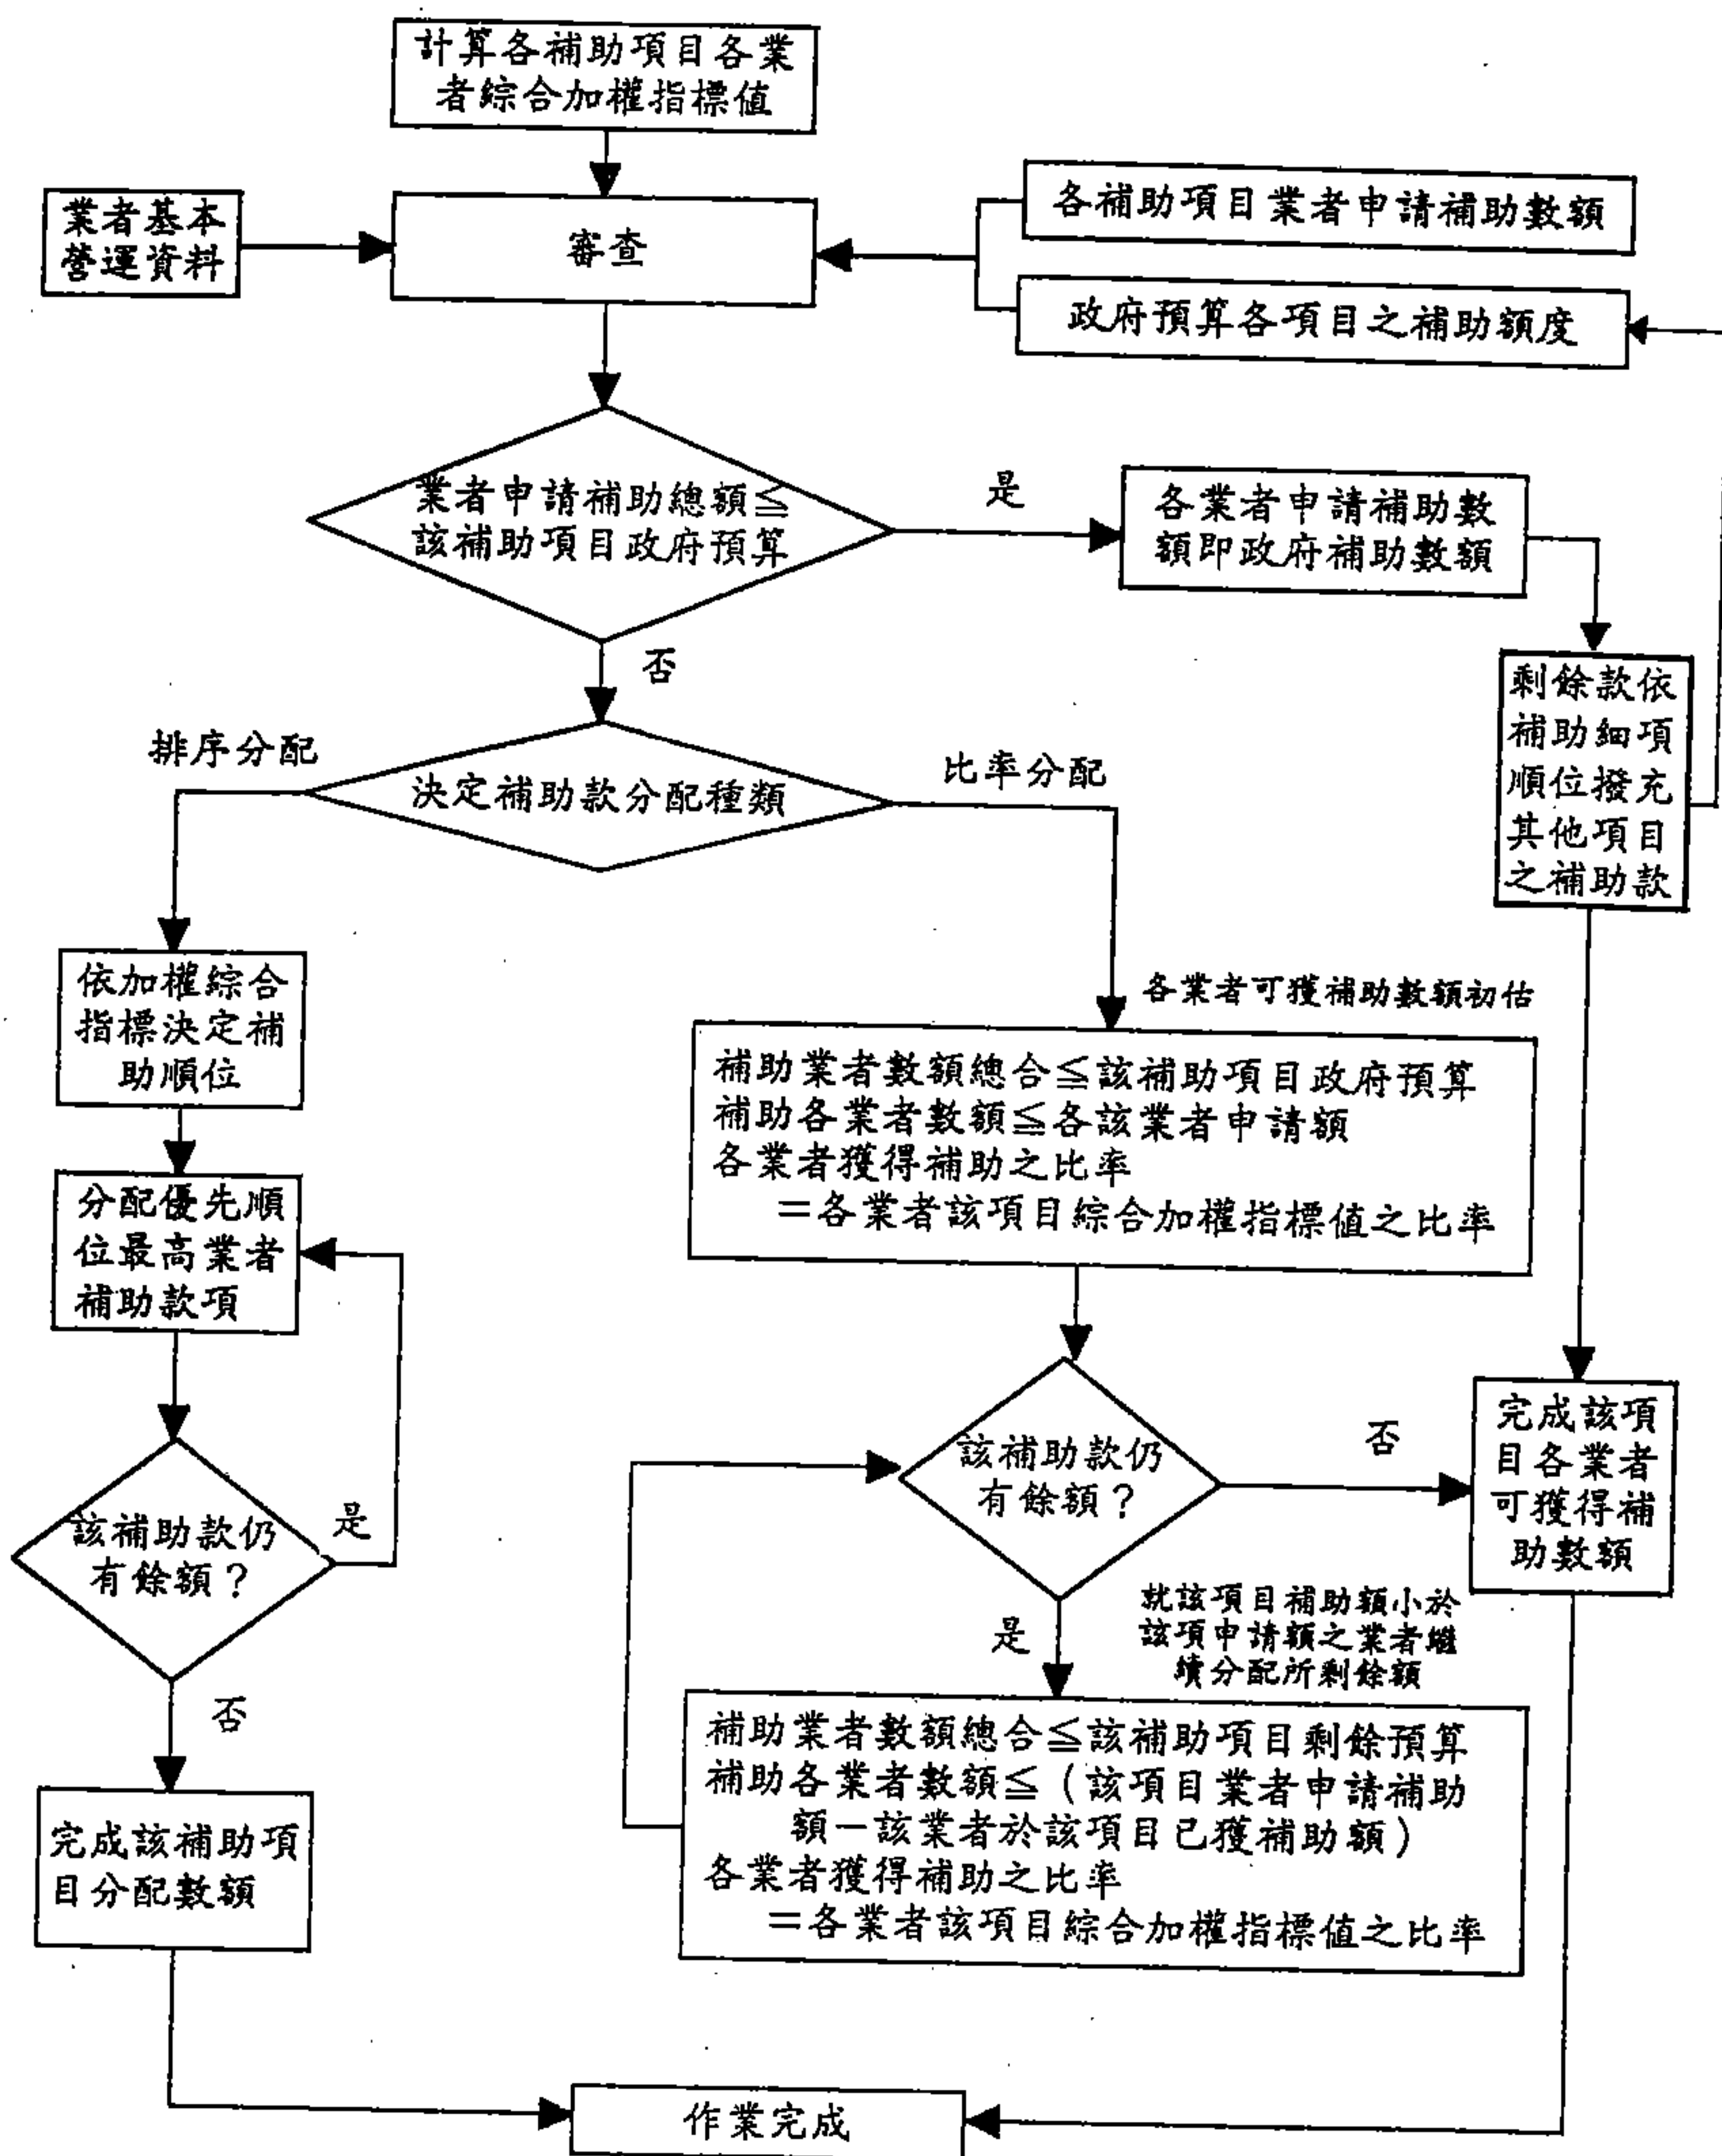 計算各補助項目各業
者綜合加權指標值
業者基本
營運資料
審查
各補助項目業者申請補助數額
政府預算各項目之補助額度
業者申請補助總額≦
該補助項目政府預算
是
各業者申請補助數
額即政府補助數額
否
剩餘款依
補助細項
順位撥充
其他項目
之補助款
排序分配
決定補助款分配種類
比率分配
依加權綜合
指標決定補
助順位
各業者可獲補助數額初估
補助業者數額總合≦該補助項目政府預算
補助各業者數額≦各該業者申請額
各業者獲得補助之比率
＝各業者該項目綜合加權指標值之比率
分配優先順
位最高業者
補助款項
該補助款仍
有餘額？
是
否
完成該補助項
目分配數額
該補助款仍
有餘額？
否
完成該項
目各業者
可獲得補
助數額
是
就該項目補助額小於
該項申請額之業者繼
續分配所剩餘額
補助業者數額總合≦該補助項目剩餘預算
補助各業者數額≦（該項目業者申請補助
額－該業者於該項目已獲補助額）
各業者獲得補助之比率
＝各業者該項目綜合加權指標值之比率
作業完成